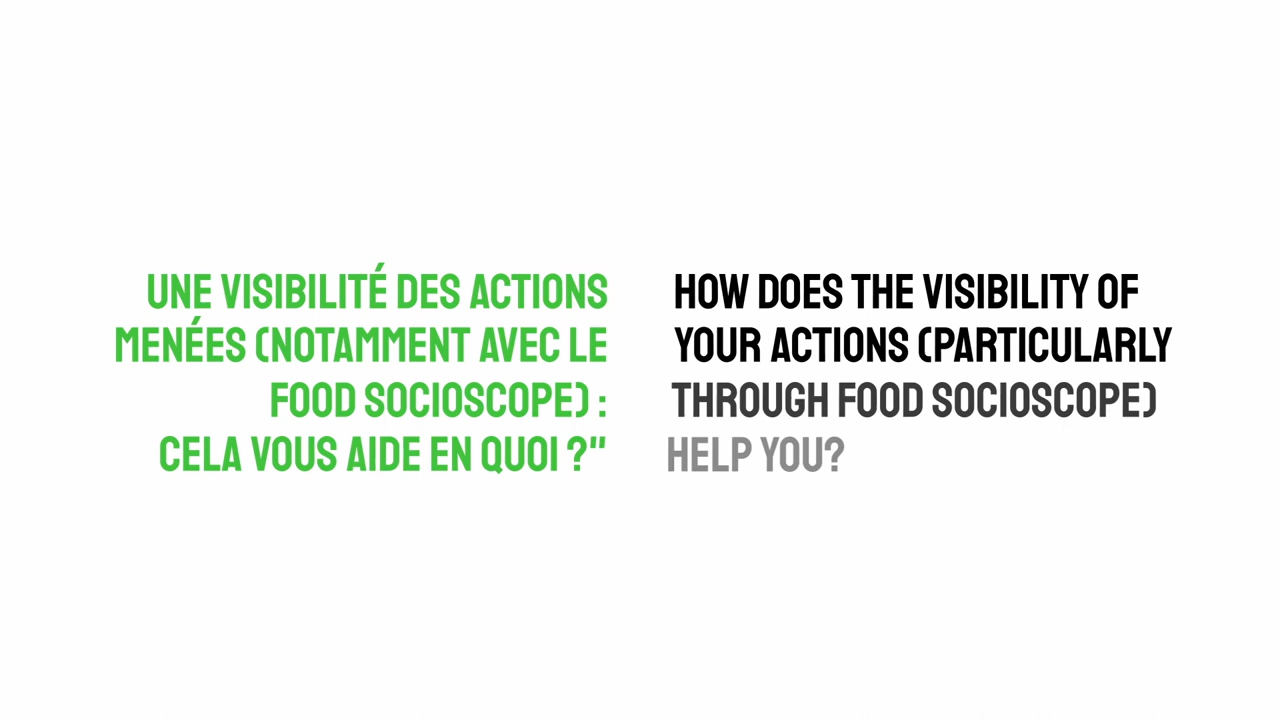 UNE VISIBILITÉ DES ACTIONS
MENÉES (NOTAMMENT AVEC LE
FOOD SOCIOSCOPE) :
CELA VOUS AIDE EN QUOI ?"
HOW DOES THE VISIBILITY OF
YOUR ACTIONS (PARTICULARLY
THROUGH FOOD SOCIOSCOPE)
HELP YOU?